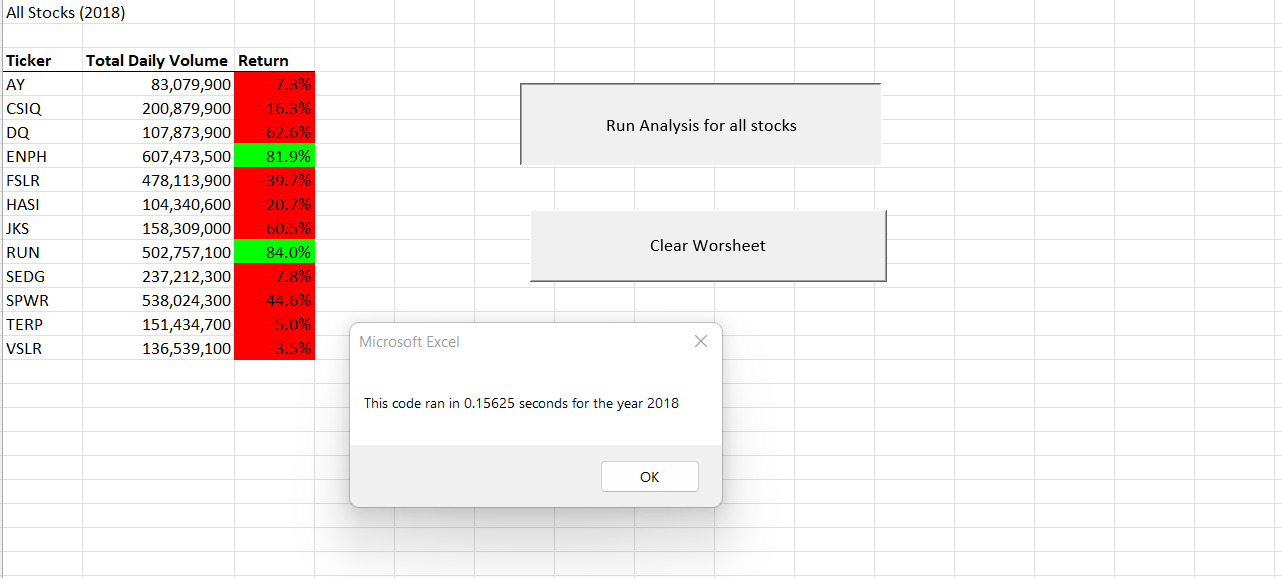 All Stocks (2018)
Ticker Total Daily Volume Return
AY 83,079,900 -7.3%
CSIQ 200,879,900 -16.3%
DQ 107,873,900 -62.6%
ENPH 607,473,500 81.9%
FSLR 478,113,900 -39.7%
HASI 104,340,600 -20.7%
JKS 158,309,000 -60.5%
RUN 502,757,100 84.0%
SEDG 237,212,300 -7.8%
SPWR 538,024,300 -44.6%
TERP 151,434,700 -5.0%
VSLR 136,539,100 -3.5%
Run Analysis for all stocks
Clear Worsheet
Microsoft Excel
This code ran in 0.15625 seconds for the year 2018
OK